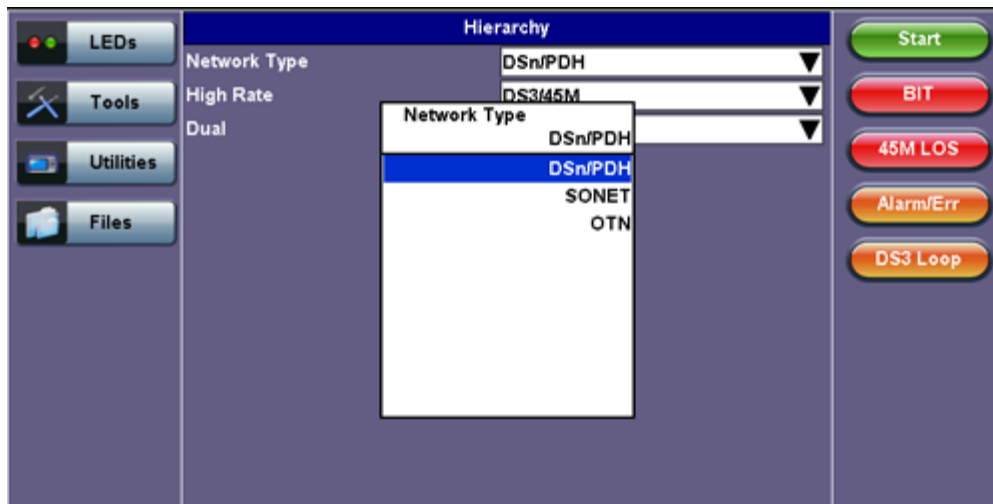 LEDs
Tools
Utilities
Files
Hierarchy
Network Type DSn/PDH
High Rate DS3/45M
Dual
Network Type
DSn/PDH
DSn/PDH
SONET
OTN
Start
BIT
45M LOS
Alarm/Err
DS3 Loop